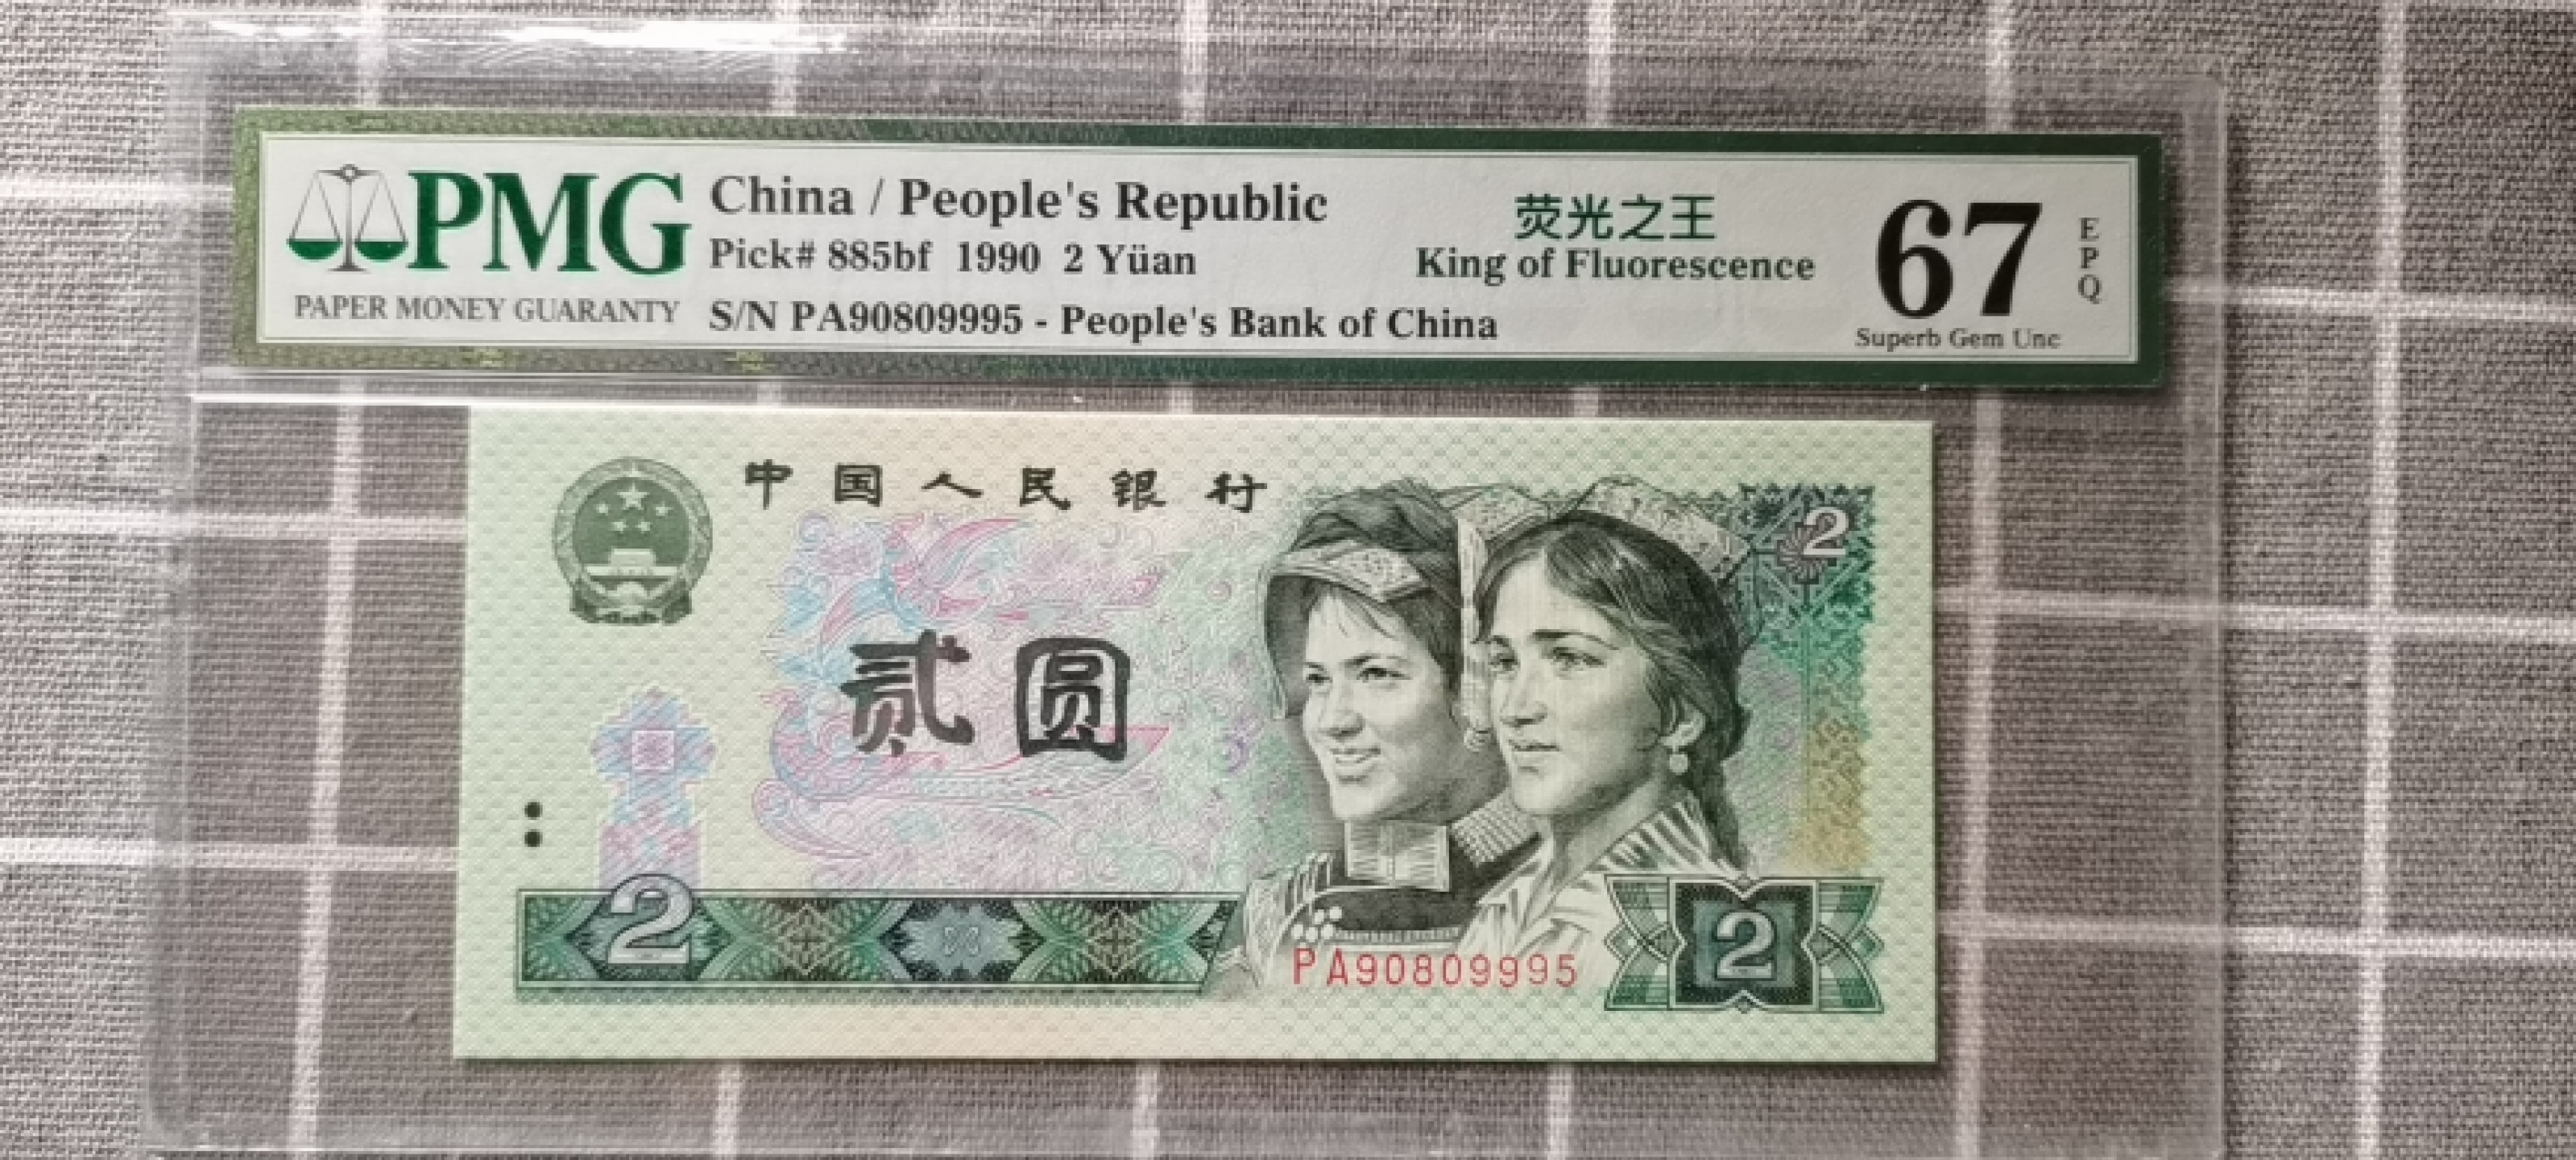 PMG
PAPER MONEY GUARANTY
China / People's Republic
Pick# 885bf 1990 2 Yüan
S/N PA90809995 - People's Bank of China
荧光之王
King of Fluorescence
67
EPQ
Superb Gem Unc
中国人民银行
2
贰圆
2
PA90809995
2